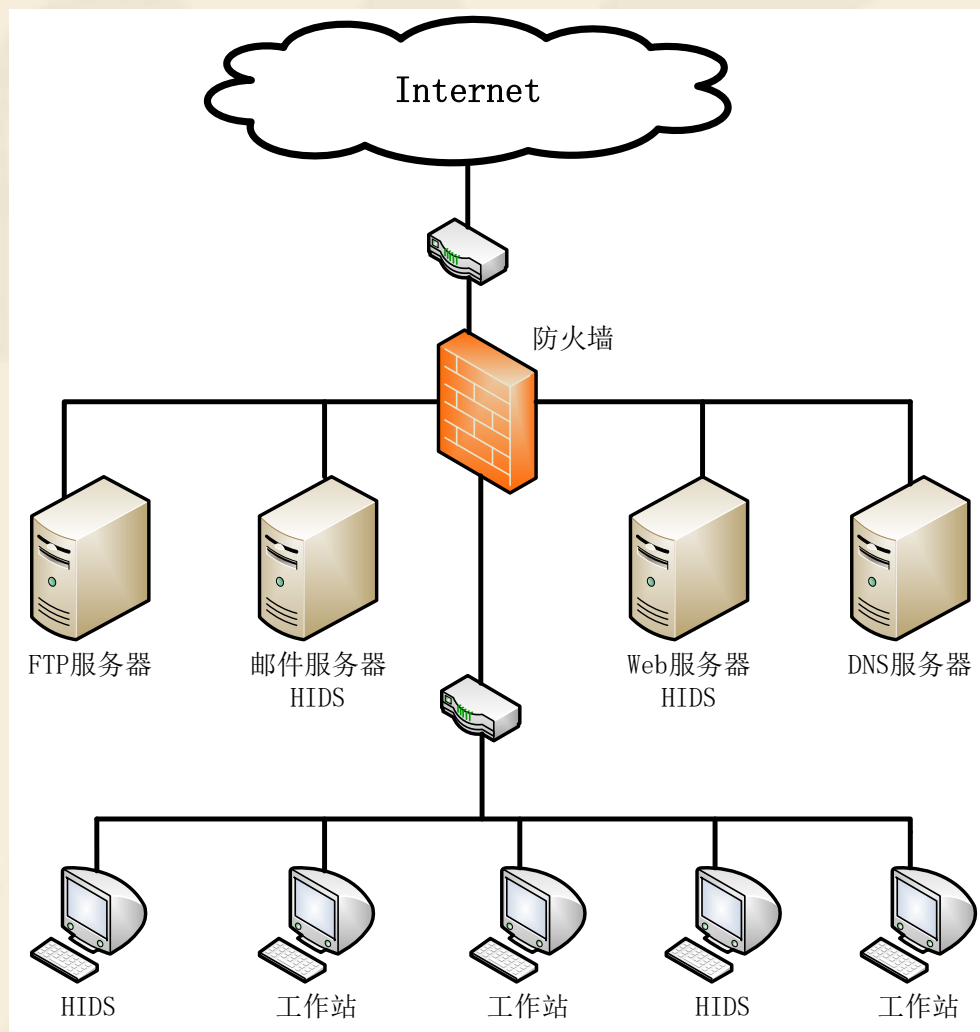 Internet
防火墙
FTP服务器
邮件服务器
HIDS
Web服务器
HIDS
DNS服务器
HIDS
工作站
工作站
HIDS
工作站